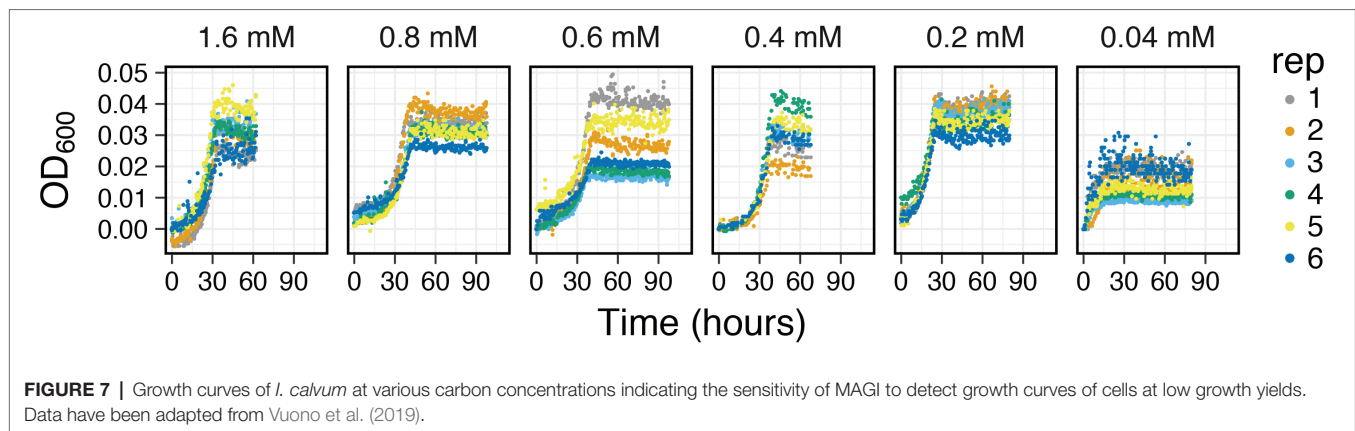 1.6 mM 0.8 mM 0.6 mM 0.4 mM 0.2 mM 0.04 mM
rep
1
2
3
4
5
6
OD600
0.05
0.04
0.03
0.02
0.01
0.00
0 30 60 90 0 30 60 90 0 30 60 90 0 30 60 90 0 30 60 90 0 30 60 90
Time (hours)
FIGURE 7 | Growth curves of I. calvum at various carbon concentrations indicating the sensitivity of MAGI to detect growth curves of cells at low growth yields.
Data have been adapted from Vuono et al. (2019).